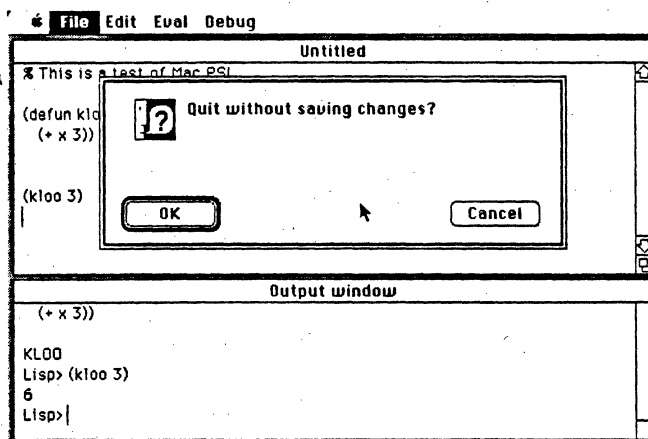 File Edit Eval Debug
Untitled
% This is a test of Mac PSL
(defun kloo
(+ x 3))
(kloo 3)
Quit without saving changes?
OK
Cancel
Output window
(+ x 3))
KLOO
Lisp> (kloo 3)
6
Lisp>